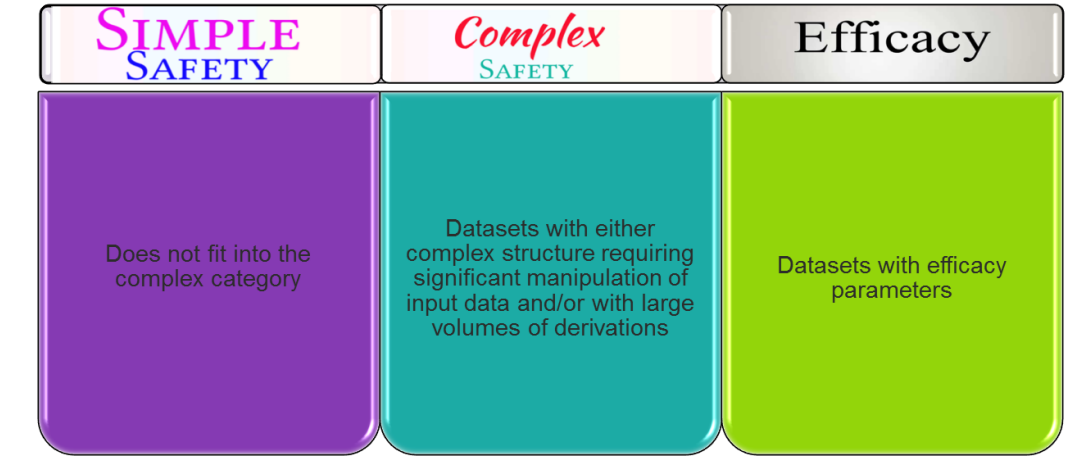 SIMPLE
SAFETY
Complex
SAFETY
Efficacy
Does not fit into the
complex category
Datasets with either
complex structure requiring
significant manipulation of
input data and/or with large
volumes of derivations
Datasets with efficacy
parameters